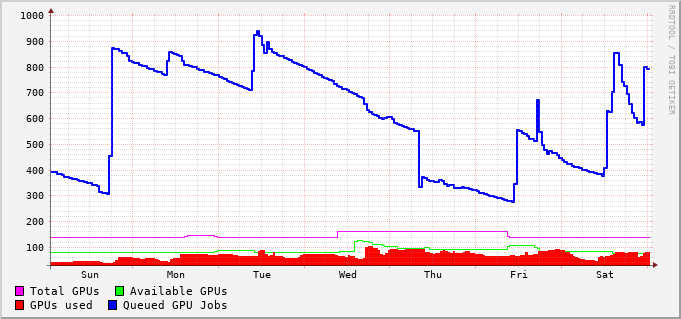 1000
900
800
700
600
500
400
300
200
100
Sun Mon Tue Wed Thu Fri Sat
Total GPUs Available GPUs
GPUs used Queued GPU Jobs
RRDTOOL / TOBI OETIKER